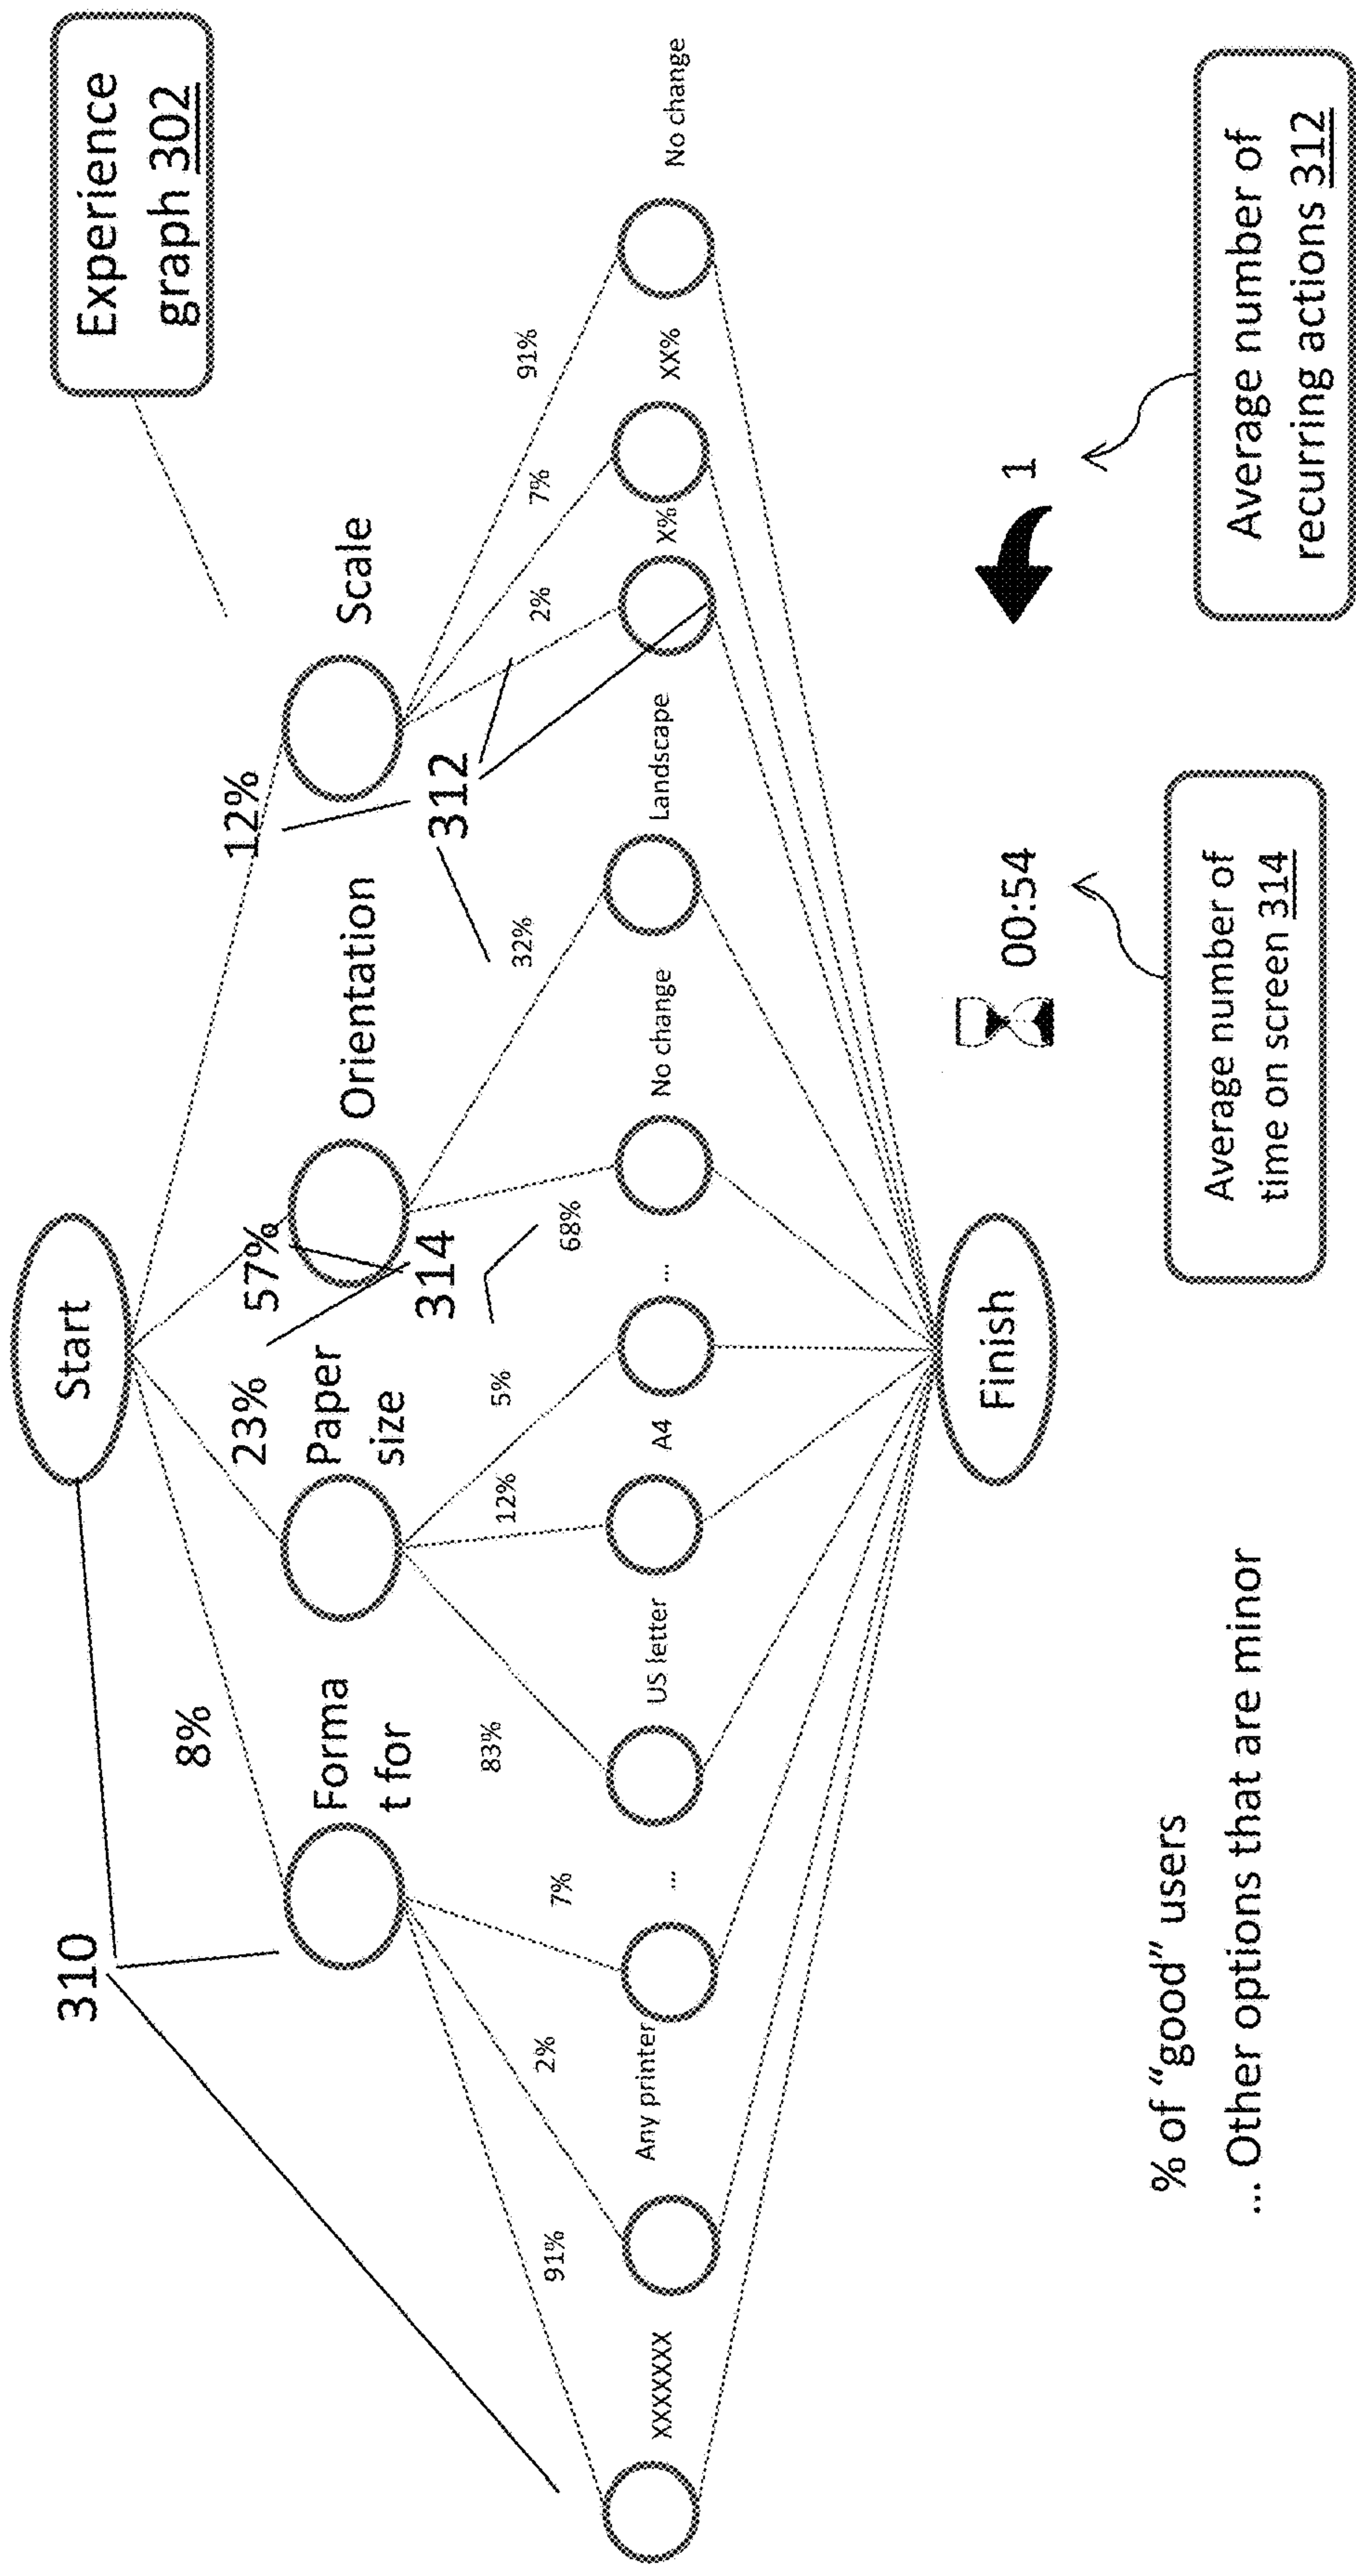 Experience
graph 302
310
Start
8%
23%
57%
12%
Forma
t for
Paper
size
Orientation
Scale
314
312
91%
2%
7%
83%
12%
5%
68%
32%
2%
7%
91%
XXXXXXX
Any printer
...
US letter
A4
...
No change
Landscape
X%
XX%
No change
Finish
00:54
1
% of “good” users
... Other options that are minor
Average number of
time on screen 314
Average number of
recurring actions 312